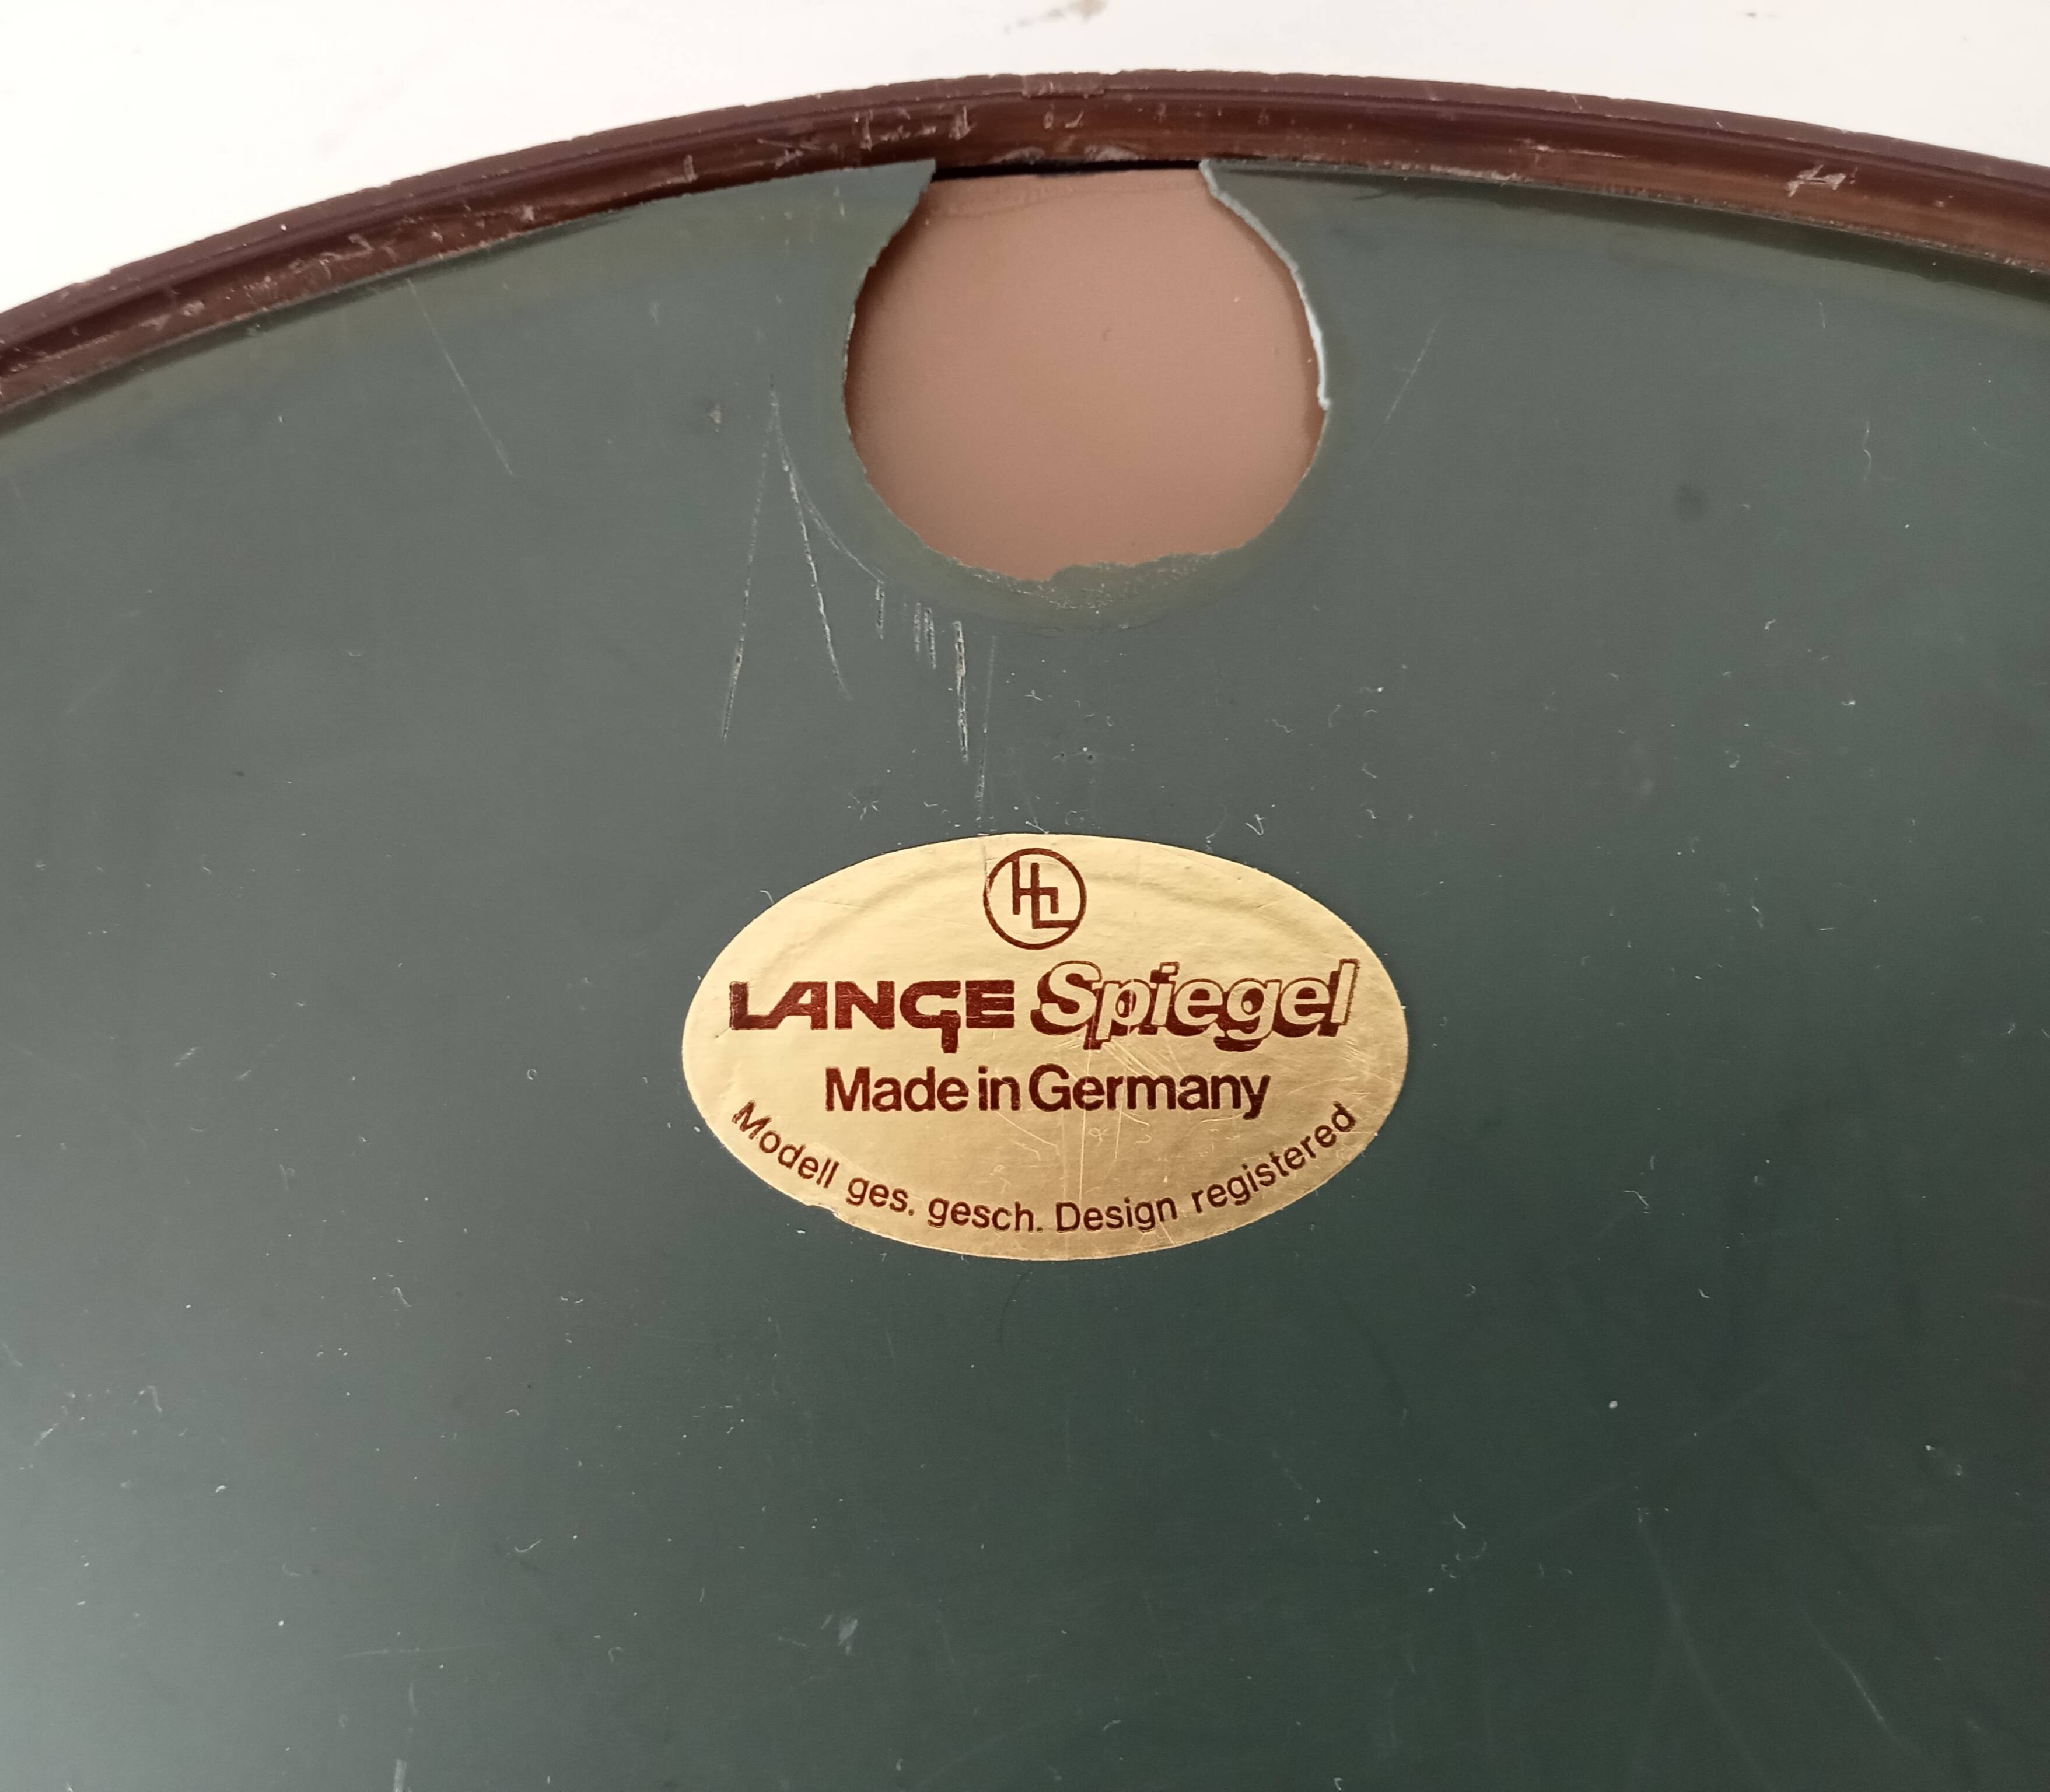 HL
LANGE Spiegel
Made in Germany
Modell ges. gesch. Design registered